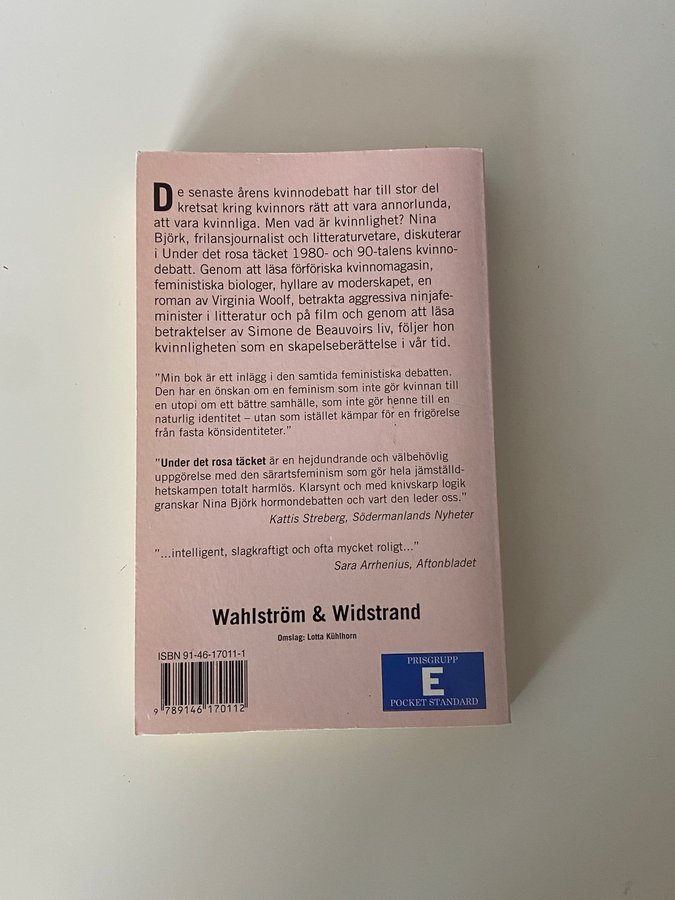 De senaste årens kvinnodebatt har till stor del
kretsat kring kvinnors rätt att vara annorlunda,
att vara kvinnliga. Men vad är kvinnlighet? Nina
Björk, frilansjournalist och litteraturvetare, diskuterar
i Under det rosa täcket 1980- och 90-talens kvinno-
debatt. Genom att läsa förföriska kvinnomagasin,
feministiska biologer, hyllare av moderskapet, en
roman av Virginia Woolf, betrakta aggressiva ninjafe-
minister i litteratur och på film och genom att läsa
betraktelser av Simone de Beauvoirs liv, följer hon
kvinnligheten som en skapelseberättelse i vår tid.
"Min bok är ett inlägg i den samtida feministiska debatten.
Den har en önskan om en feminism som inte gör kvinnan till
en utopi om ett bättre samhälle, som inte gör henne till en
naturlig identitet – utan som istället kämpar för en frigörelse
från fasta könsidentiteter."
"Under det rosa täcket är en hejdundrande och välbehövlig
uppgörelse med den särartsfeminism som gör hela jämställd-
hetskampen totalt harmlös. Klarsynt och med knivskarp logik
granskar Nina Björk hormondebatten och vart den leder oss."
Kattis Streberg, Södermanlands Nyheter
"...intelligent, slagkraftigt och ofta mycket roligt..."
Sara Arrhenius, Aftonbladet
Wahlström & Widstrand
Omslag: Lotta Kühlhorn
ISBN 91-46-17011-1
9 789146 170112
PRISGRUPP
E
POCKET STANDARD